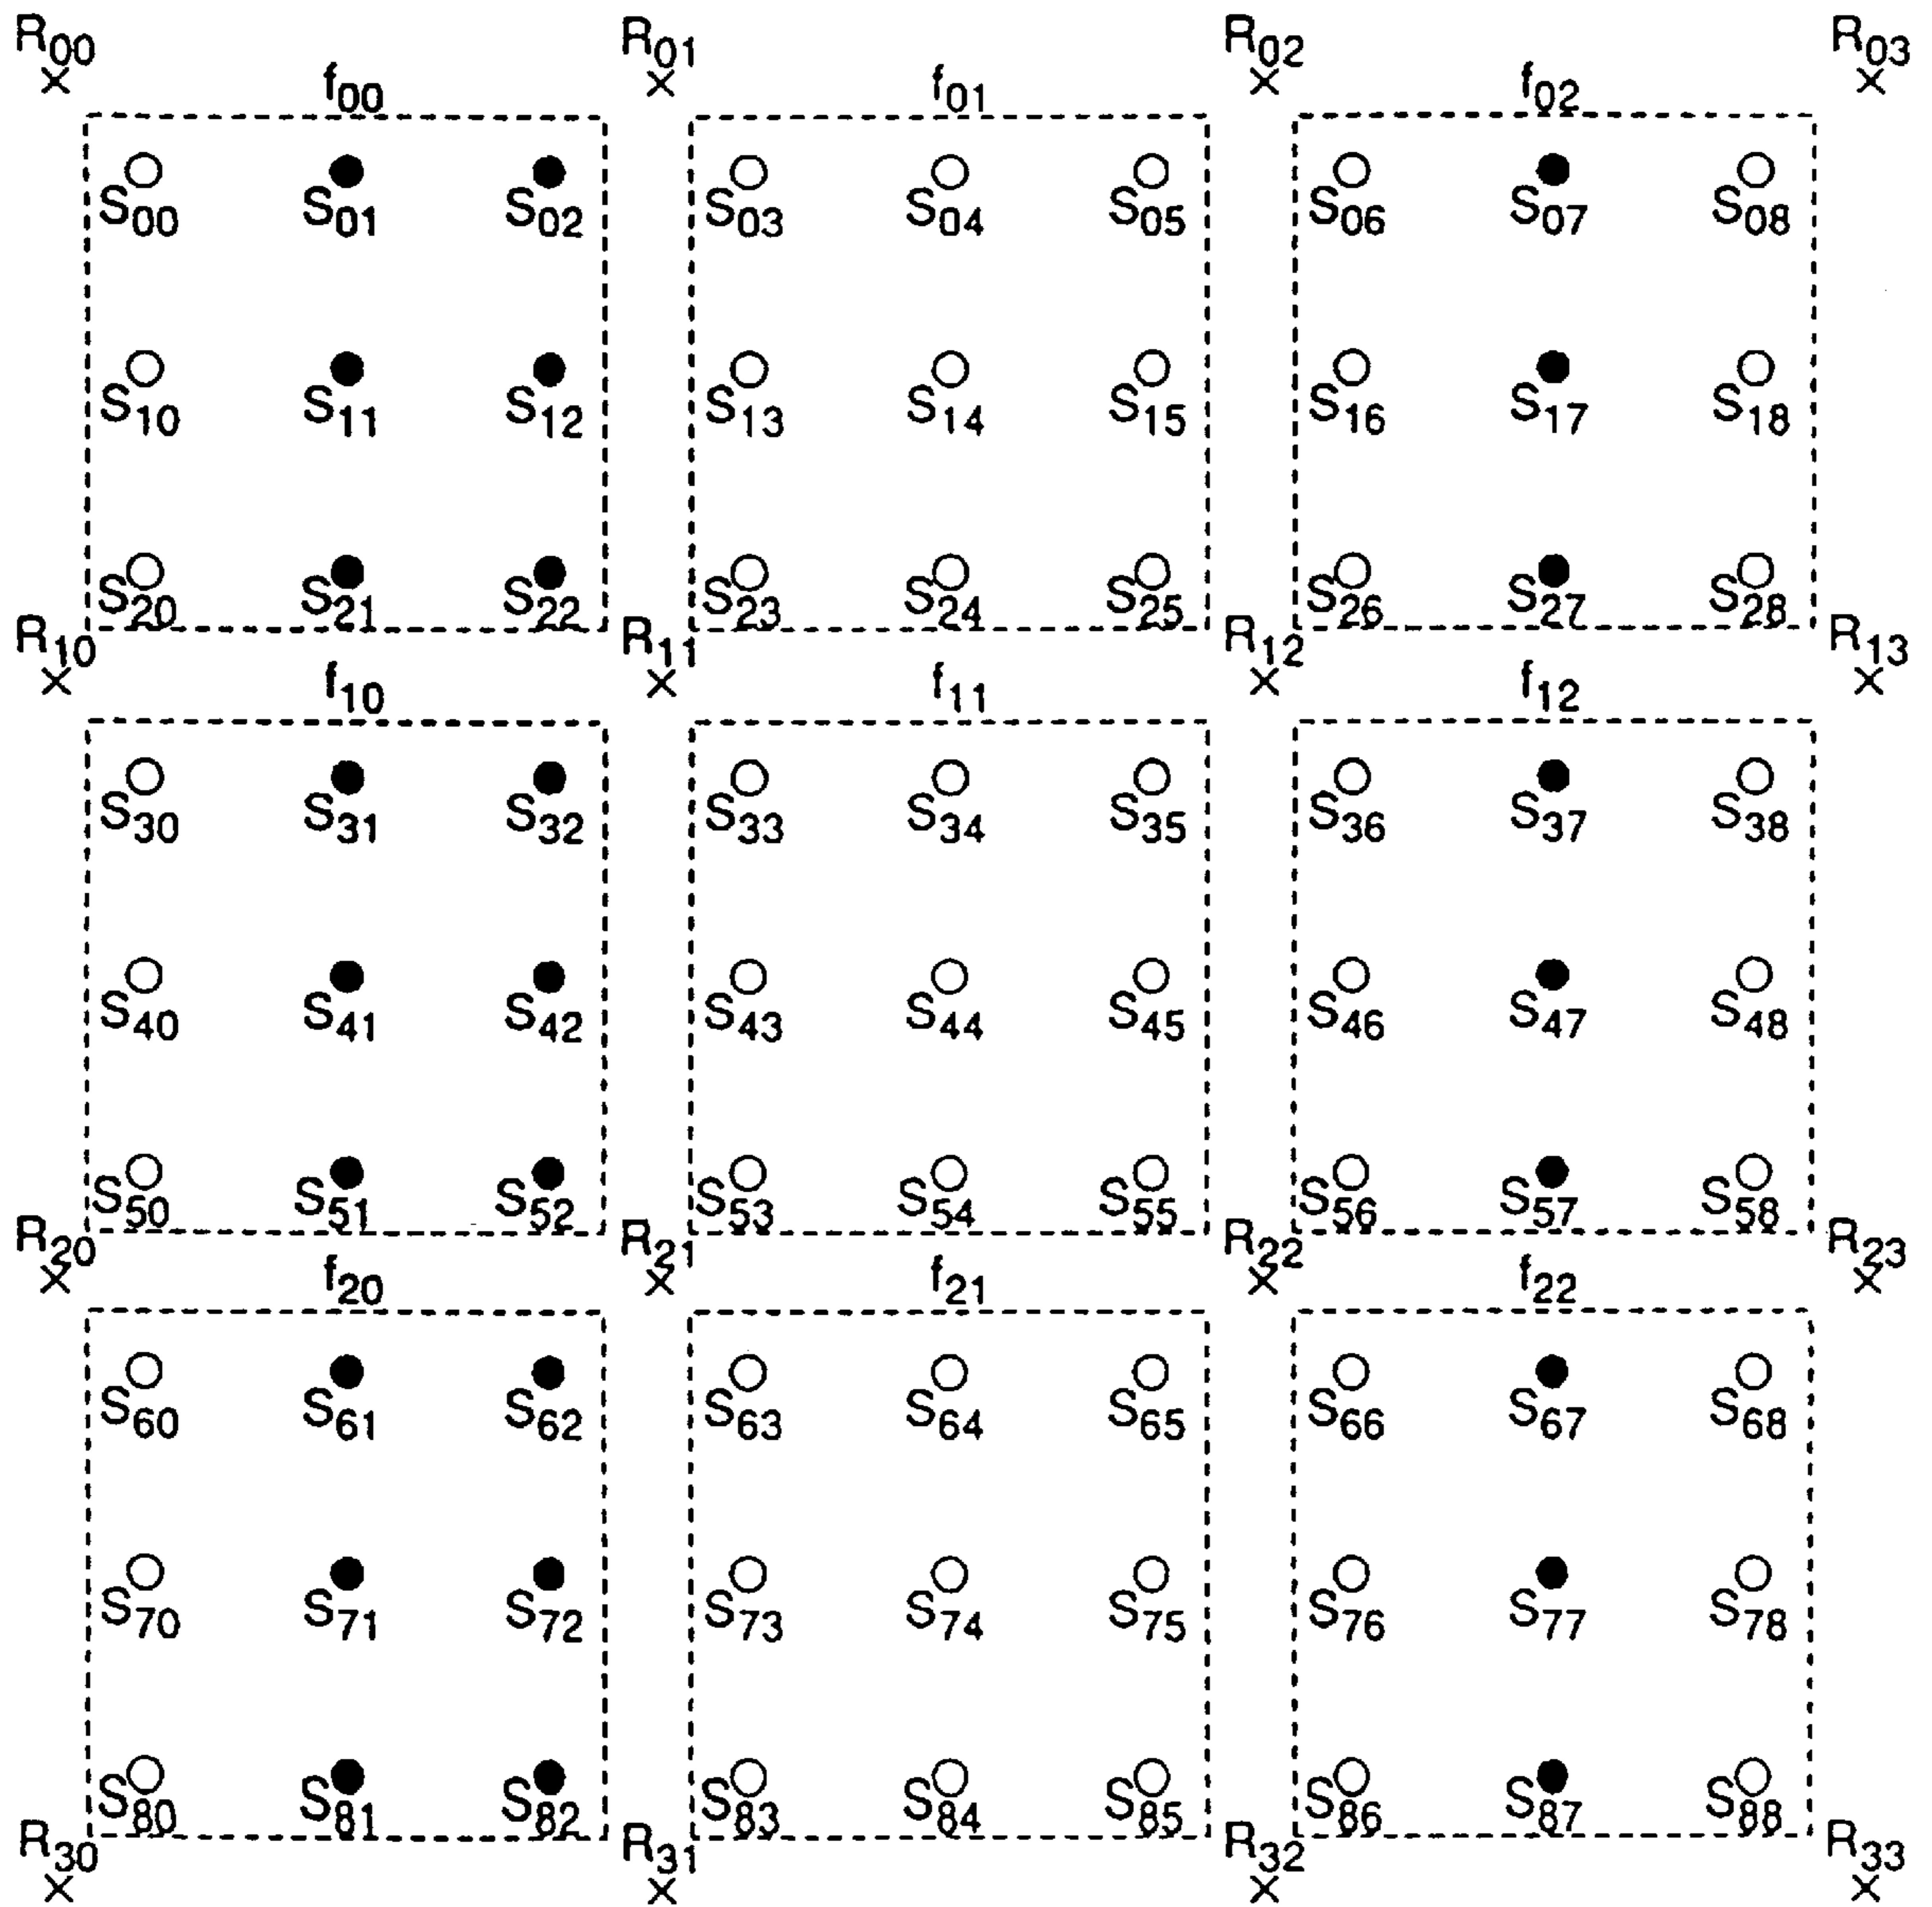 R00 R01 R02 R03
f00 f01 f02
S00 S01 S02 S03 S04 S05 S06 S07 S08
S10 S11 S12 S13 S14 S15 S16 S17 S18
S20 S21 S22 S23 S24 S25 S26 S27 S28
R10 R11 R12 R13
f10 f11 f12
S30 S31 S32 S33 S34 S35 S36 S37 S38
S40 S41 S42 S43 S44 S45 S46 S47 S48
S50 S51 S52 S53 S54 S55 S56 S57 S58
R20 R21 R22 R23
f20 f21 f22
S60 S61 S62 S63 S64 S65 S66 S67 S68
S70 S71 S72 S73 S74 S75 S76 S77 S78
S80 S81 S82 S83 S84 S85 S86 S87 S88
R30 R31 R32 R33